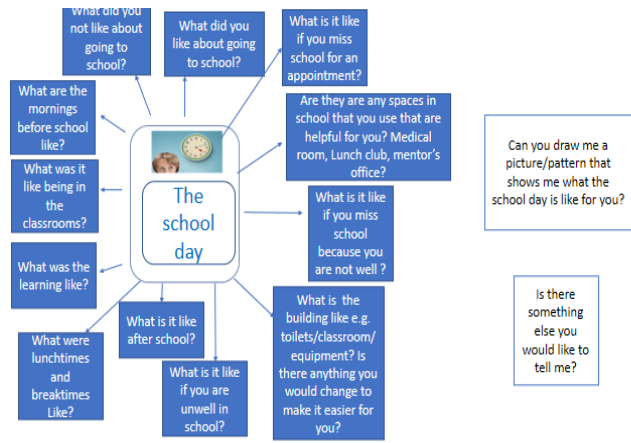 What did you
not like about
going to
school?
What did you
like about going
to school?
What is it like
if you miss
school for an
appointment?
What are the
mornings
before school
like?
Are they are any spaces in
school that you use that are
helpful for you? Medical
room, Lunch club, mentor's
office?
Can you draw me a
picture/pattern that
shows me what the
school day is like for you?
What was it
like being in
the
classrooms?
The
school
day
What is it like
if you miss
school
because you
are not well ?
What was the
learning like?
What is the
building like e.g.
toilets/classroom/
equipment? Is
there anything you
would change to
make it easier for
you?
Is there
something
else you
would like to
tell me?
What is it like
after school?
What were
lunchtimes
and
breaktimes
Like?
What is it like
if you are
unwell in
school?